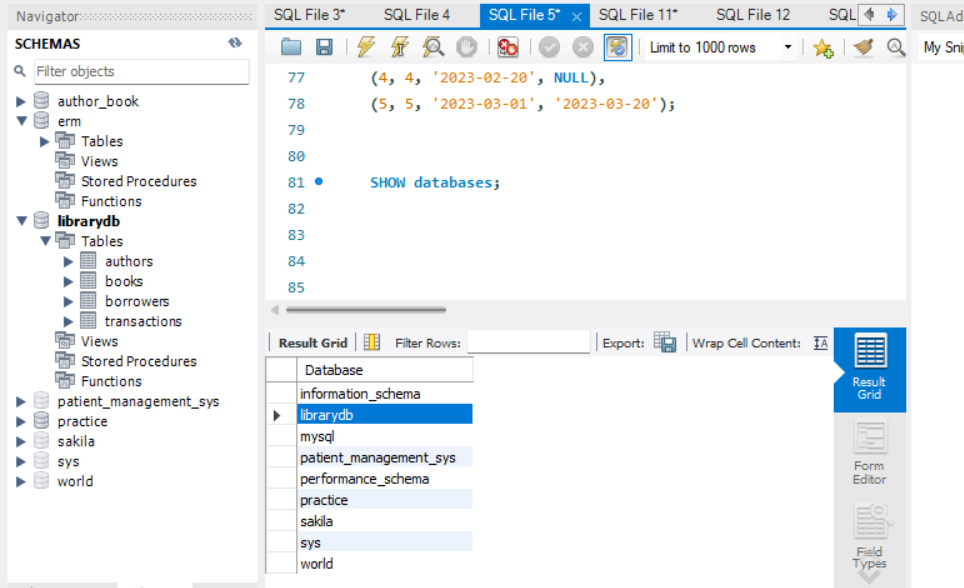 Navigator
SCHEMAS
Filter objects
author_book
erm
Tables
Views
Stored Procedures
Functions
librarydb
Tables
authors
books
borrowers
transactions
Views
Stored Procedures
Functions
patient_management_sys
practice
sakila
sys
world
SQL File 3* SQL File 4 SQL File 5* × SQL File 11* SQL File 12 SQL
Limit to 1000 rows
77 (4, 4, '2023-02-20', NULL),
78 (5, 5, '2023-03-01', '2023-03-20');
79
80
81 SHOW databases;
82
83
84
85
Result Grid Filter Rows: Export: Wrap Cell Content: IA
Database
information_schema
librarydb
mysql
patient_management_sys
performance_schema
practice
sakila
sys
world
Result
Grid
Form
Editor
Field
Types
SQLAd
My Sni